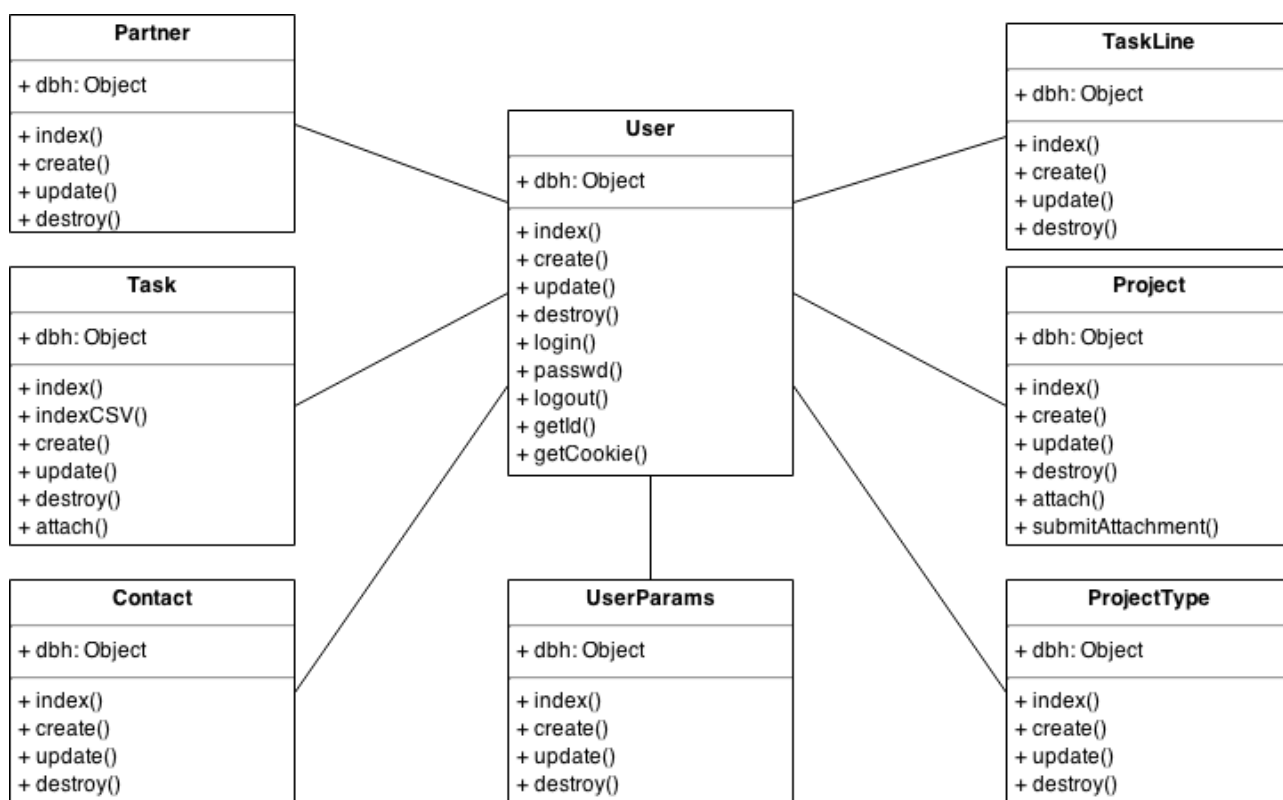 Partner
+ dbh: Object
+ index()
+ create()
+ update()
+ destroy()
Task
+ dbh: Object
+ index()
+ indexCSV()
+ create()
+ update()
+ destroy()
+ attach()
Contact
+ dbh: Object
+ index()
+ create()
+ update()
+ destroy()
User
+ dbh: Object
+ index()
+ create()
+ update()
+ destroy()
+ login()
+ passwd()
+ logout()
+ getId()
+ getCookie()
UserParams
+ dbh: Object
+ index()
+ create()
+ update()
+ destroy()
TaskLine
+ dbh: Object
+ index()
+ create()
+ update()
+ destroy()
Project
+ dbh: Object
+ index()
+ create()
+ update()
+ destroy()
+ attach()
+ submitAttachment()
ProjectType
+ dbh: Object
+ index()
+ create()
+ update()
+ destroy()